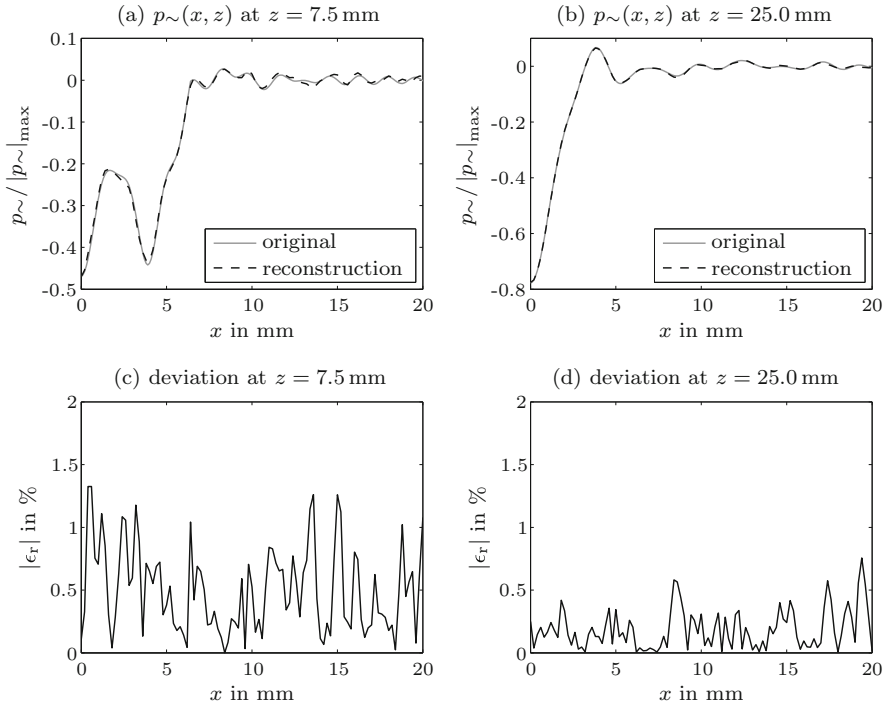 (a) p∼(x, z) at z = 7.5 mm
0.1
0
-0.1
-0.2
-0.3
-0.4
-0.5
p∼/|p∼|max
original
reconstruction
0 5 10 15 20
x in mm
(b) p∼(x, z) at z = 25.0 mm
0
-0.2
-0.4
-0.6
-0.8
p∼/|p∼|max
original
reconstruction
0 5 10 15 20
x in mm
(c) deviation at z = 7.5 mm
2
1.5
1
0.5
0
|ϵr| in %
0 5 10 15 20
x in mm
(d) deviation at z = 25.0 mm
2
1.5
1
0.5
0
|ϵr| in %
0 5 10 15 20
x in mm